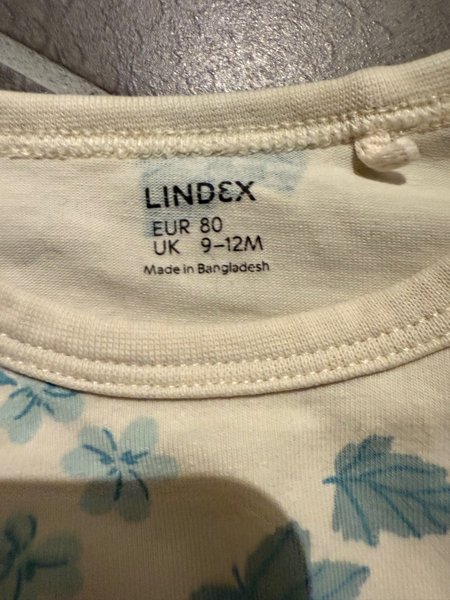 LINDEX
EUR 80
UK 9-12M
Made in Bangladesh